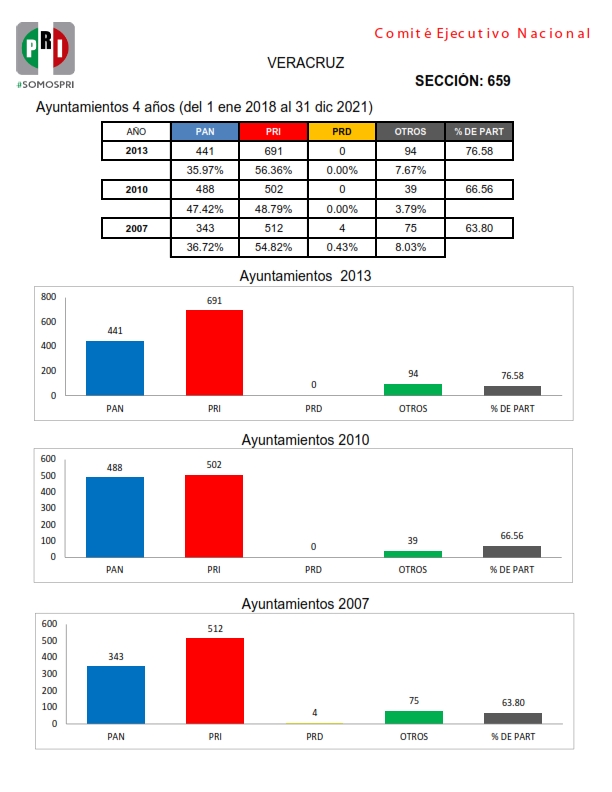 Comité Ejecutivo Nacional
PRI
#SOMOSPRI
VERACRUZ
SECCIÓN: 659
Ayuntamientos 4 años (del 1 ene 2018 al 31 dic 2021)
AÑO PAN PRI PRD OTROS % DE PART
2013 441 691 0 94 76.58
35.97% 56.36% 0.00% 7.67%
2010 488 502 0 39 66.56
47.42% 48.79% 0.00% 3.79%
2007 343 512 4 75 63.80
36.72% 54.82% 0.43% 8.03%
Ayuntamientos 2013
800
691
600
441
400
200
94
76.58
0
0
PAN PRI PRD OTROS % DE PART
Ayuntamientos 2010
600
500
488
502
400
300
200
100
0
39
66.56
0
PAN PRI PRD OTROS % DE PART
Ayuntamientos 2007
600
512
500
400
343
300
200
100
4
75
63.80
0
PAN PRI PRD OTROS % DE PART